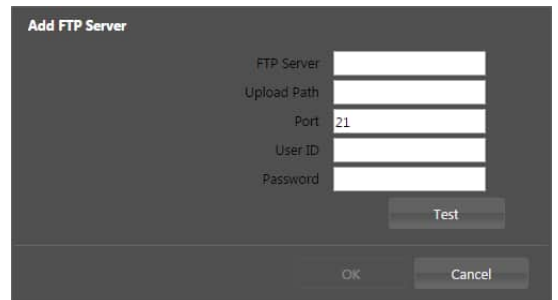 Add FTP Server
FTP Server
Upload Path
Port 21
User ID
Password
Test
OK Cancel